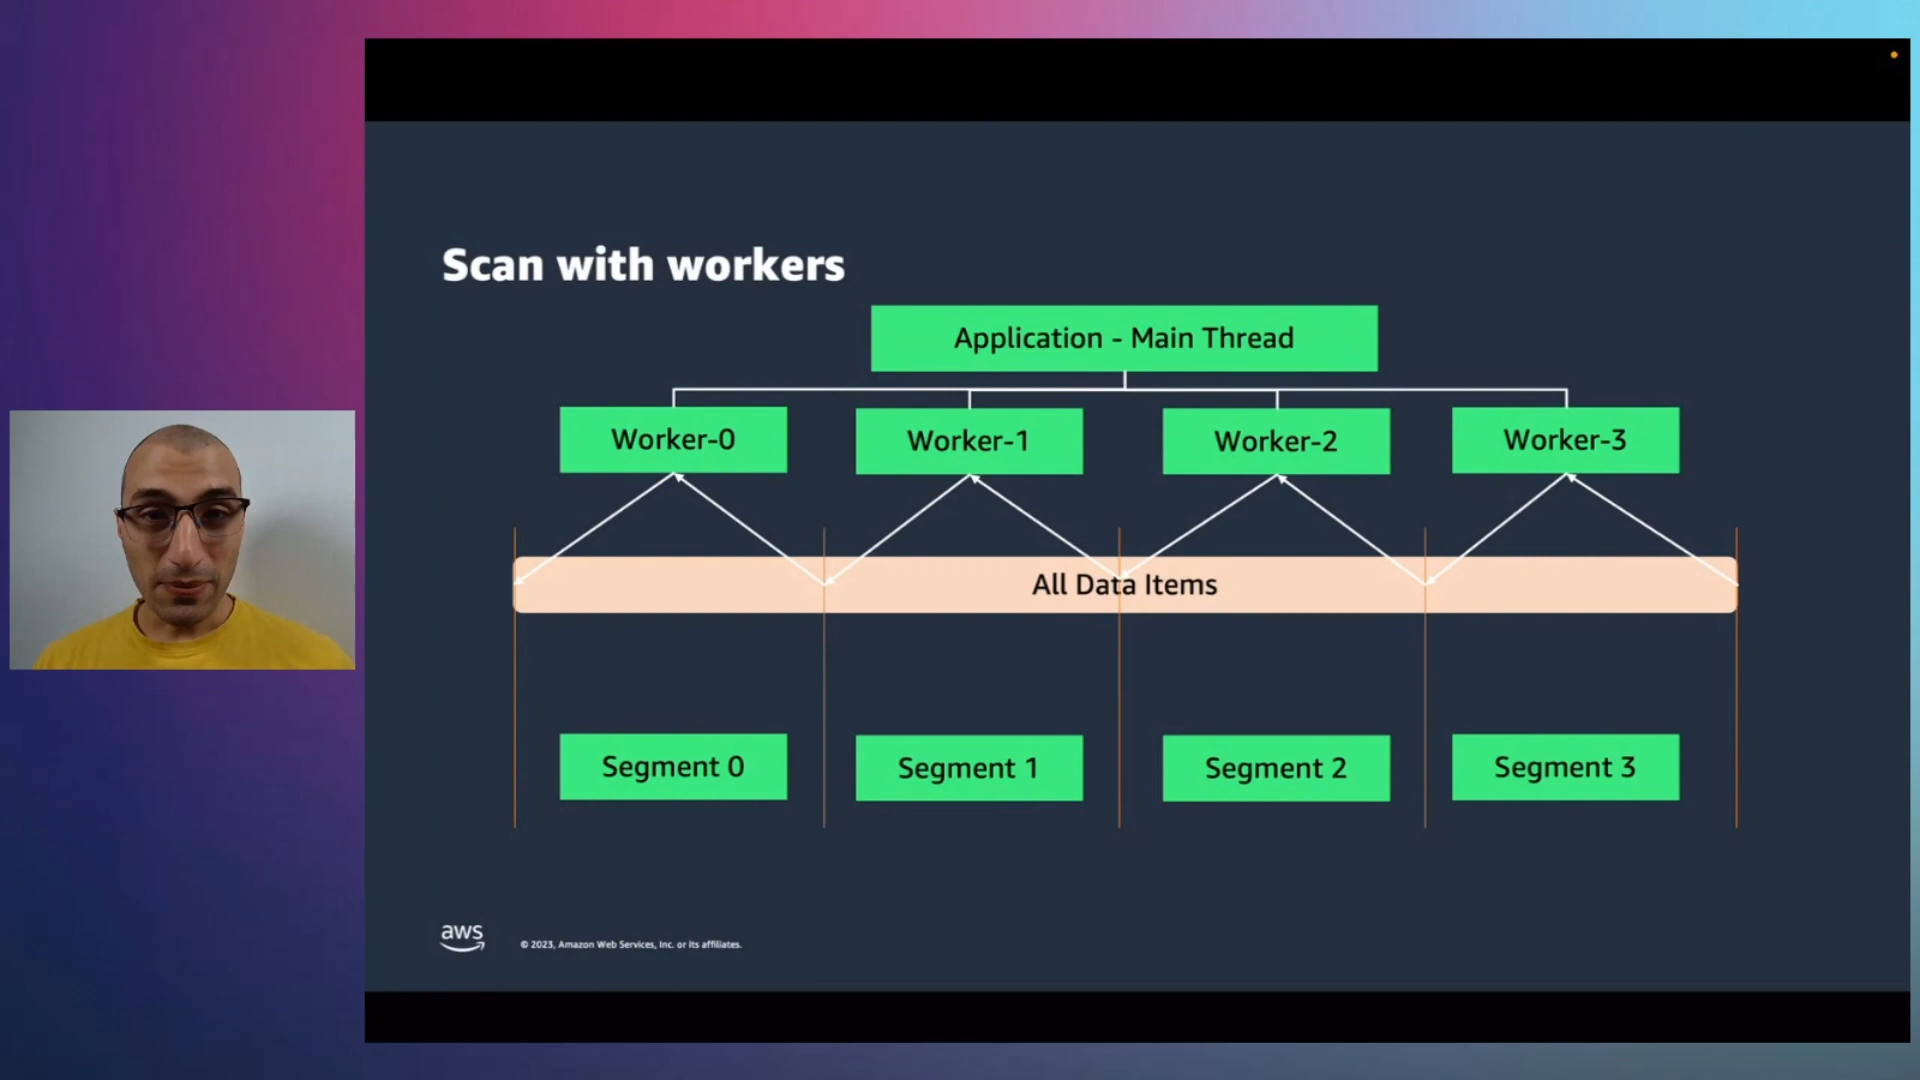 Scan with workers
Application - Main Thread
Worker-0
Worker-1
Worker-2
Worker-3
All Data Items
Segment 0
Segment 1
Segment 2
Segment 3
aws
© 2023, Amazon Web Services, Inc. or its affiliates.